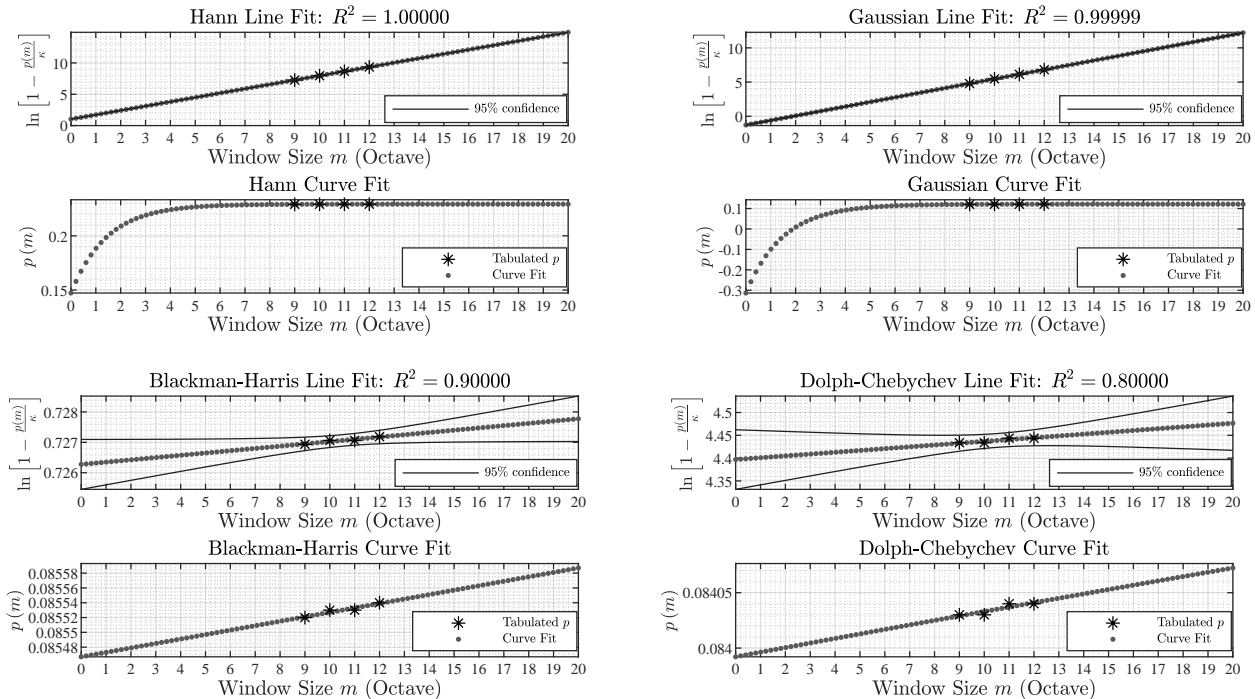 Hann Line Fit: R² = 1.00000
ln [1 − p(m)/κ]
10
5
0
95% confidence
0 1 2 3 4 5 6 7 8 9 10 11 12 13 14 15 16 17 18 19 20
Window Size m (Octave)
Hann Curve Fit
p (m)
0.2
0.15
Tabulated p
Curve Fit
0 1 2 3 4 5 6 7 8 9 10 11 12 13 14 15 16 17 18 19 20
Window Size m (Octave)
Gaussian Line Fit: R² = 0.99999
ln [1 − p(m)/κ]
10
5
0
95% confidence
0 1 2 3 4 5 6 7 8 9 10 11 12 13 14 15 16 17 18 19 20
Window Size m (Octave)
Gaussian Curve Fit
p (m)
0.1
0
-0.1
-0.2
-0.3
Tabulated p
Curve Fit
0 1 2 3 4 5 6 7 8 9 10 11 12 13 14 15 16 17 18 19 20
Window Size m (Octave)
Blackman-Harris Line Fit: R² = 0.90000
ln [1 − p(m)/κ]
0.728
0.727
0.726
95% confidence
0 1 2 3 4 5 6 7 8 9 10 11 12 13 14 15 16 17 18 19 20
Window Size m (Octave)
Blackman-Harris Curve Fit
p (m)
0.08558
0.08556
0.08554
0.08552
0.0855
0.08548
Tabulated p
Curve Fit
0 1 2 3 4 5 6 7 8 9 10 11 12 13 14 15 16 17 18 19 20
Window Size m (Octave)
Dolph-Chebychev Line Fit: R² = 0.80000
ln [1 − p(m)/κ]
4.5
4.45
4.4
4.35
95% confidence
0 1 2 3 4 5 6 7 8 9 10 11 12 13 14 15 16 17 18 19 20
Window Size m (Octave)
Dolph-Chebychev Curve Fit
p (m)
0.08405
0.084
Tabulated p
Curve Fit
0 1 2 3 4 5 6 7 8 9 10 11 12 13 14 15 16 17 18 19 20
Window Size m (Octave)